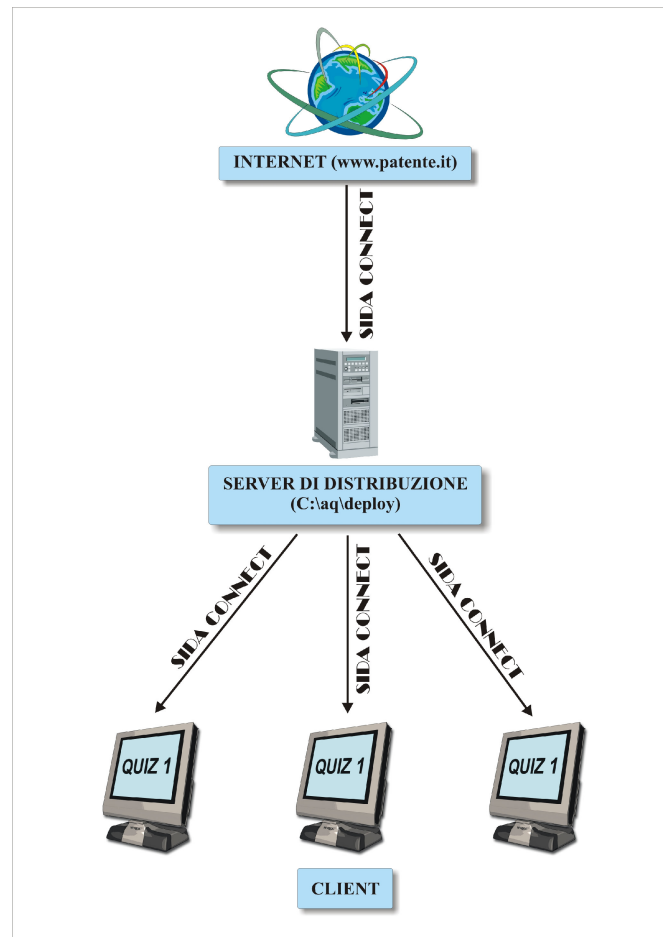 INTERNET (www.patente.it)
SIDA CONNECT
SERVER DI DISTRIBUZIONE
(C:\aq\deploy)
SIDA CONNECT
SIDA CONNECT
SIDA CONNECT
QUIZ 1
QUIZ 1
QUIZ 1
CLIENT